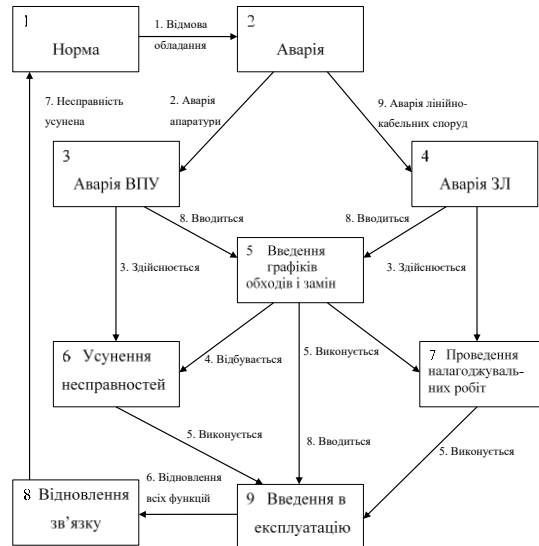 1
Норма
1. Відмова
обладання
2
Аварія
7. Несправність
усунена
2. Аварія
апаратури
9. Аварія лінійно-
кабельних споруд
3
Аварія ВПУ
4
Аварія ЗЛ
8. Вводиться
8. Вводиться
5 Введення
графіків
обходів і замін
3. Здійснюється
3. Здійснюється
6 Усунення
несправностей
4. Відбувається
5. Виконується
7 Проведення
налагоджуваль-
них робіт
5. Виконується
8. Вводиться
5. Виконується
8 Відновлення
зв’язку
6. Відновлення
всіх функцій
9 Введення в
експлуатацію